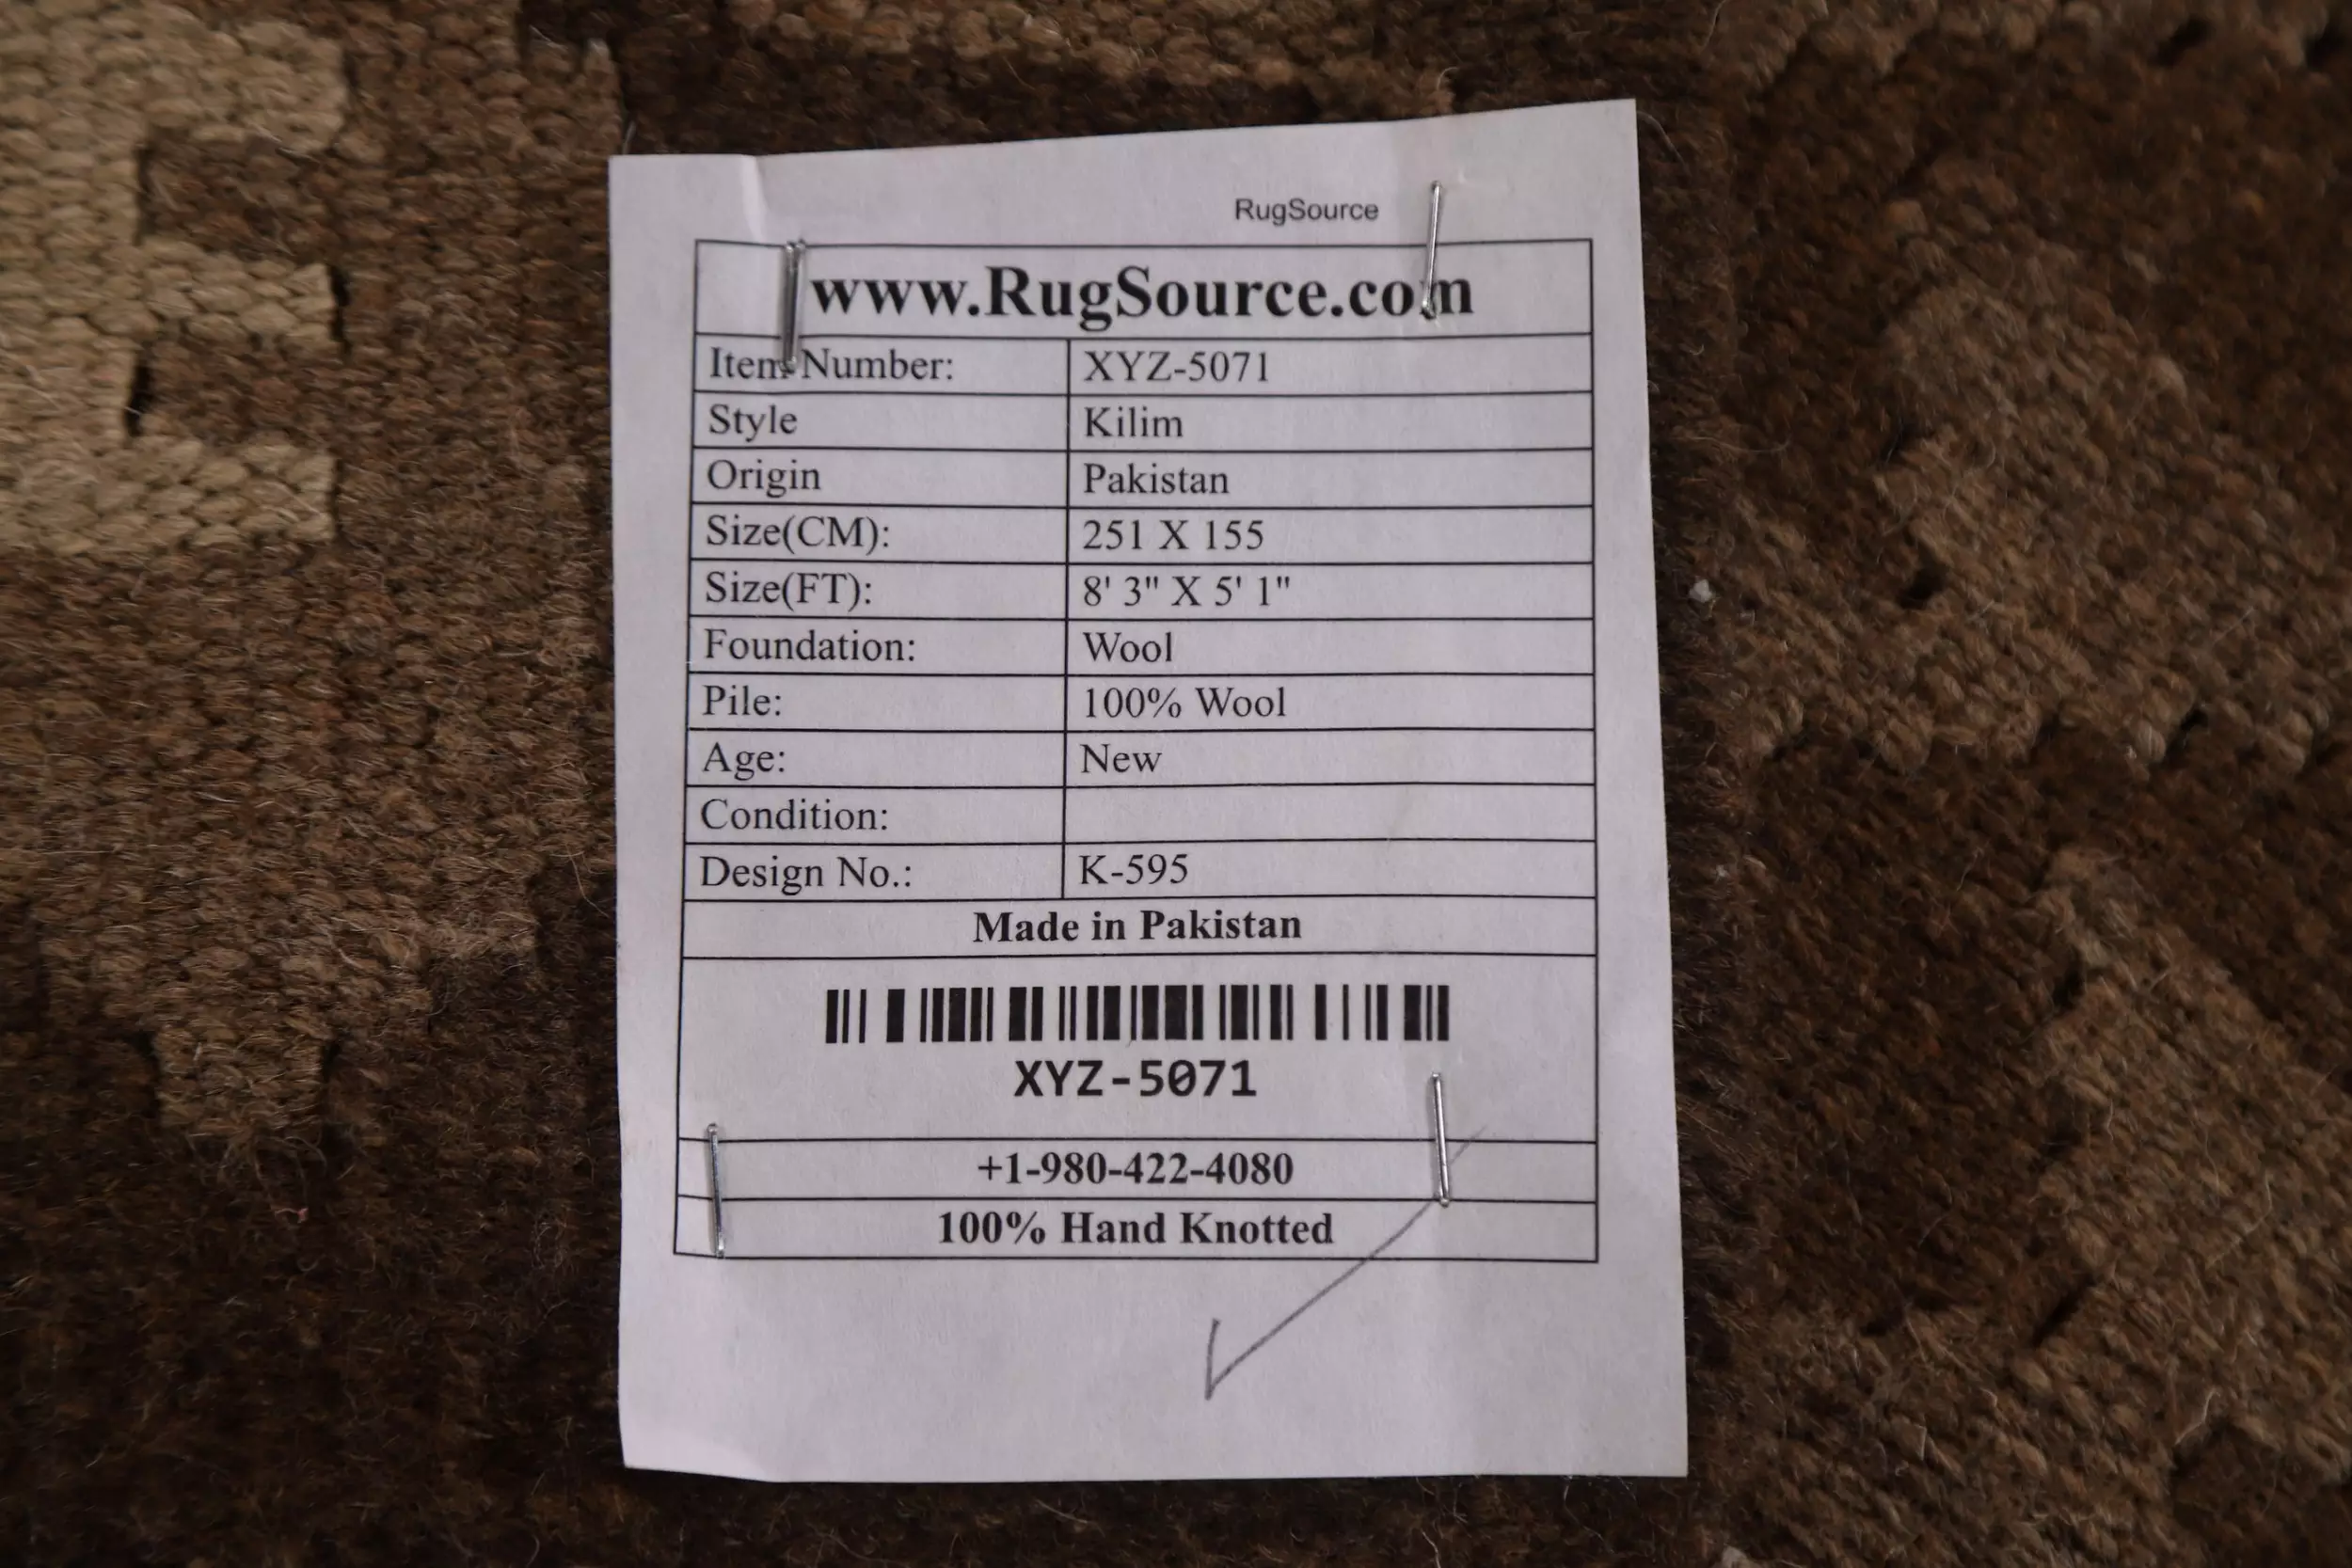 RugSource
www.RugSource.com
Item Number: XYZ-5071
Style Kilim
Origin Pakistan
Size(CM): 251 X 155
Size(FT): 8' 3" X 5' 1"
Foundation: Wool
Pile: 100% Wool
Age: New
Condition:
Design No.: K-595
Made in Pakistan
XYZ-5071
+1-980-422-4080
100% Hand Knotted